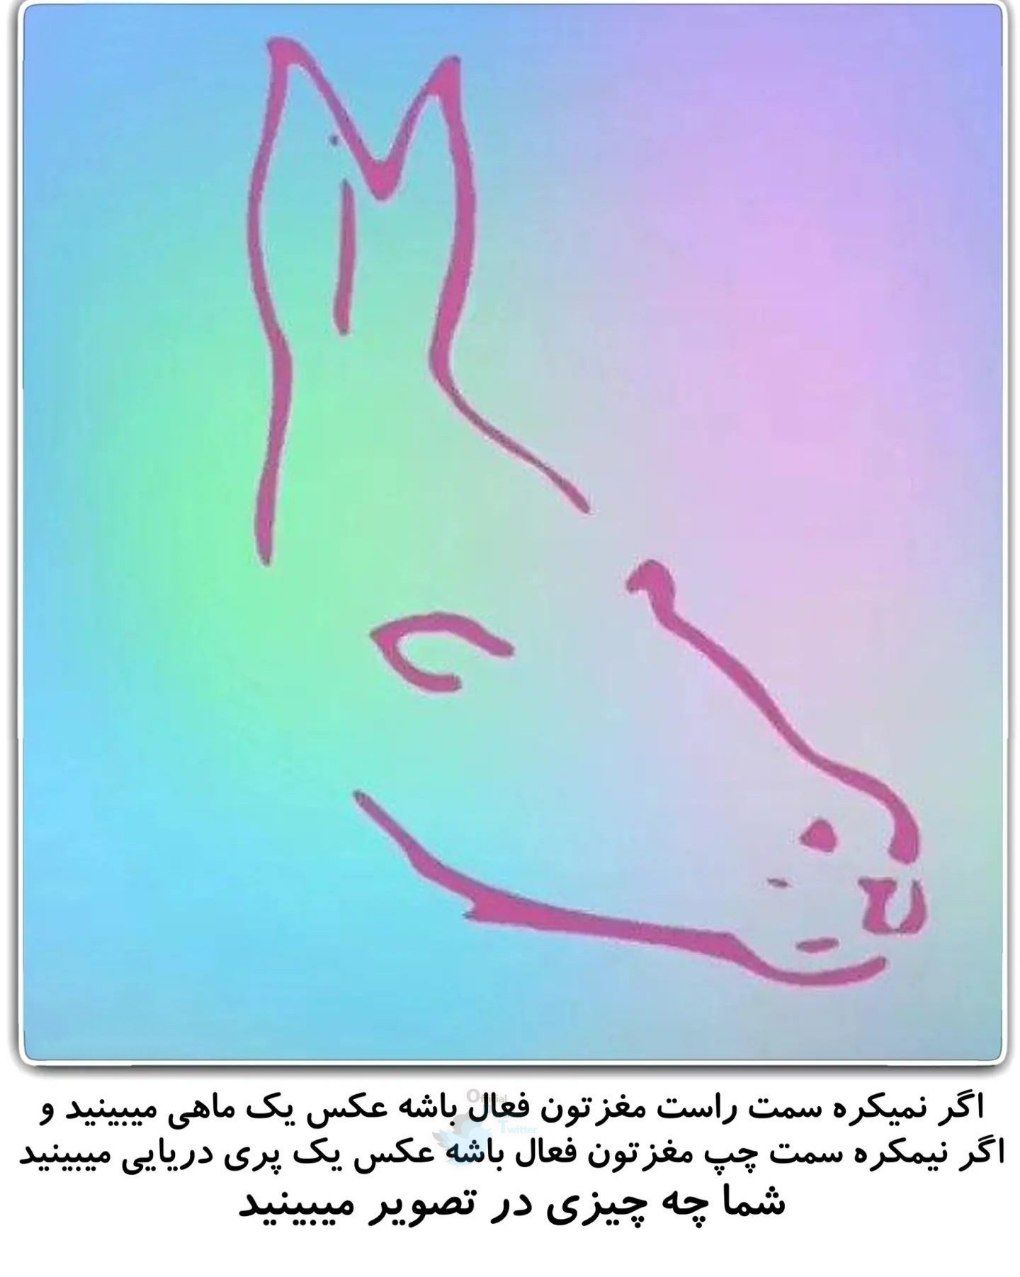 اگر نمیکره سمت راست مغزتون فعال باشه عکس یک ماهی میبینید و
اگر نیمکره سمت چپ مغزتون فعال باشه عکس یک پری دریایی میبینید
شما چه چیزی در تصویر میبینید
Twitter